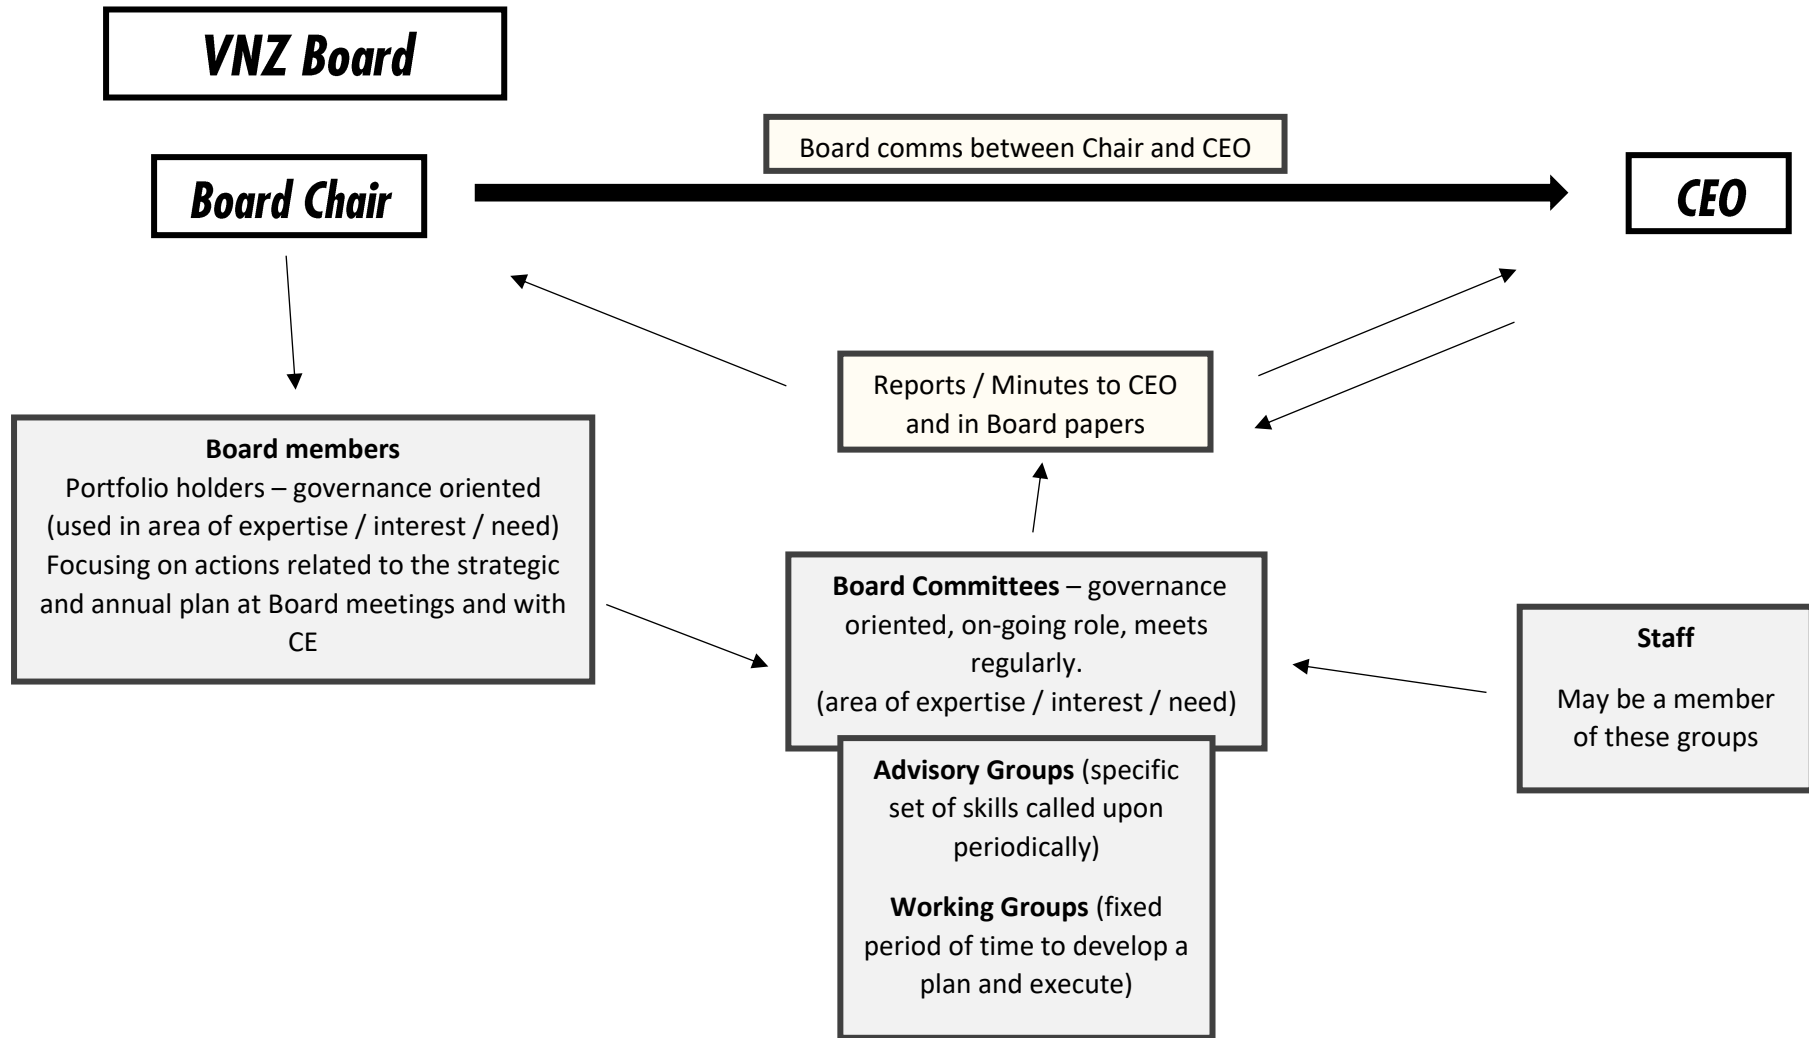 VNZ Board
Board comms between Chair and CEO
Board Chair
CEO
Reports / Minutes to CEO
and in Board papers
Board members
Portfolio holders – governance oriented
(used in area of expertise / interest / need)
Focusing on actions related to the strategic
and annual plan at Board meetings and with
CE
Board Committees – governance
oriented, on-going role, meets
regularly.
(area of expertise / interest / need)
Staff
May be a member
of these groups
Advisory Groups (specific
set of skills called upon
periodically)
Working Groups (fixed
period of time to develop a
plan and execute)